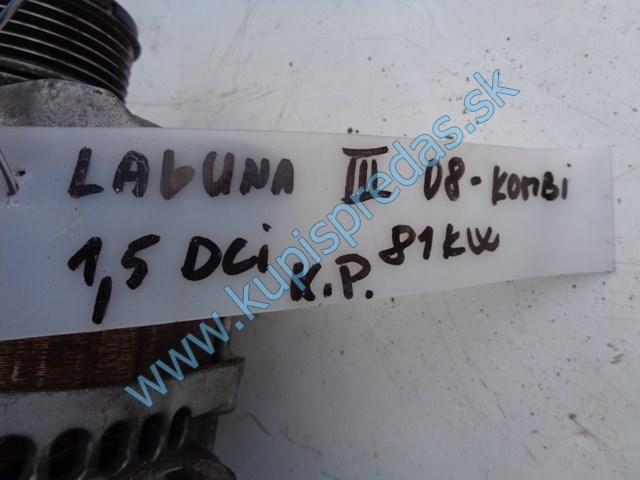 LAGUNA III 08-KOMBI
1,5 DCi K.P. 81KW
www.kupispredas.sk